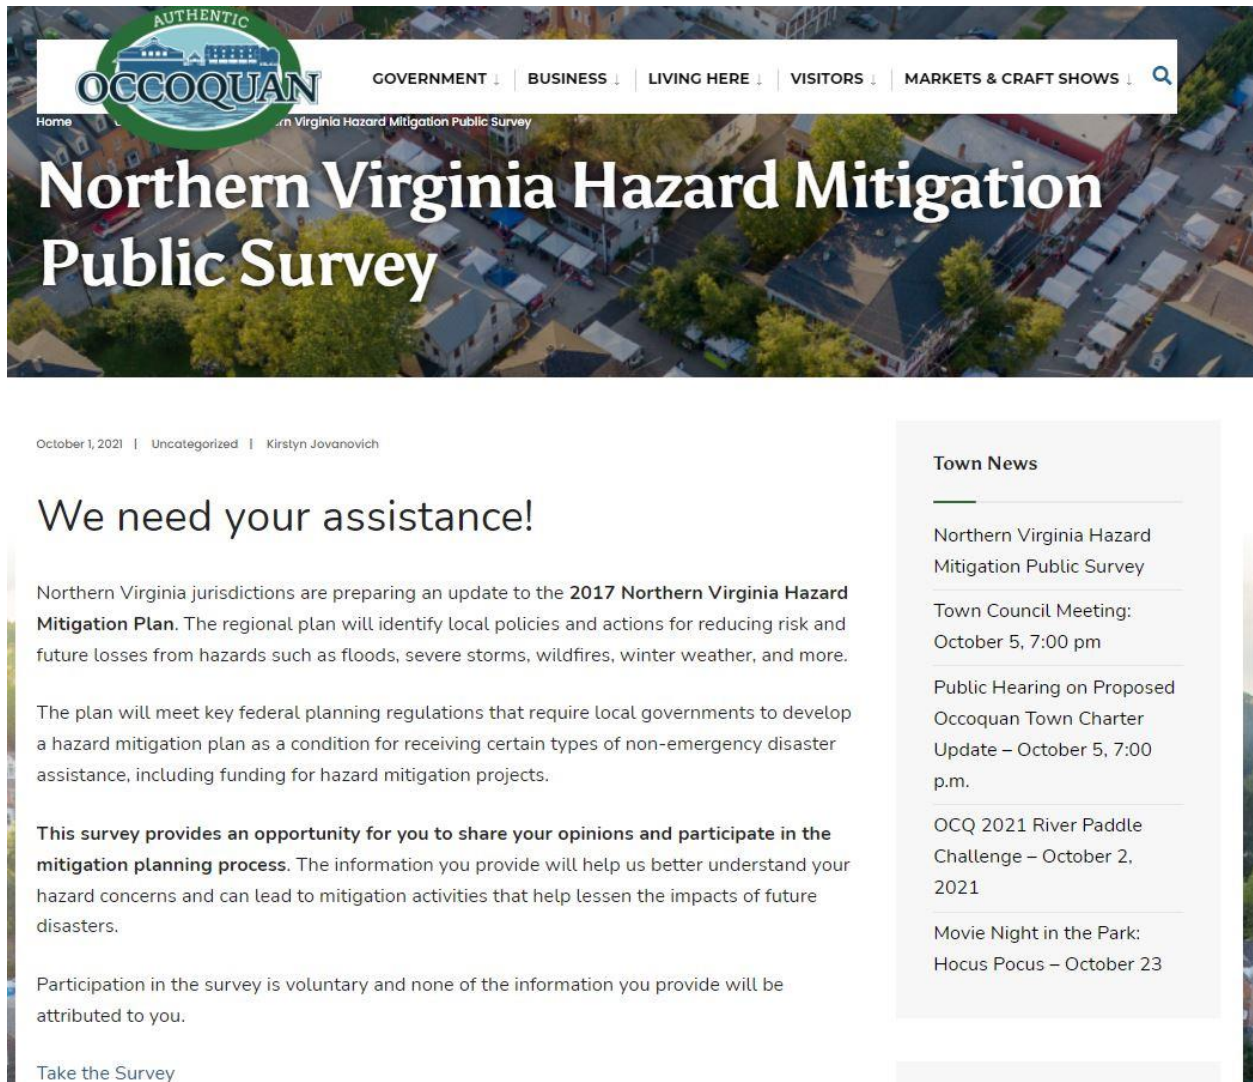 AUTHENTIC
OCCOQUAN
GOVERNMENT ↓ BUSINESS ↓ LIVING HERE ↓ VISITORS ↓ MARKETS & CRAFT SHOWS ↓
Home Virginia Hazard Mitigation Public Survey
Northern Virginia Hazard Mitigation
Public Survey
October 1, 2021 | Uncategorized | Kirstyn Jovanovich
We need your assistance!
Northern Virginia jurisdictions are preparing an update to the 2017 Northern Virginia Hazard
Mitigation Plan. The regional plan will identify local policies and actions for reducing risk and
future losses from hazards such as floods, severe storms, wildfires, winter weather, and more.
The plan will meet key federal planning regulations that require local governments to develop
a hazard mitigation plan as a condition for receiving certain types of non-emergency disaster
assistance, including funding for hazard mitigation projects.
This survey provides an opportunity for you to share your opinions and participate in the
mitigation planning process. The information you provide will help us better understand your
hazard concerns and can lead to mitigation activities that help lessen the impacts of future
disasters.
Participation in the survey is voluntary and none of the information you provide will be
attributed to you.
Take the Survey
Town News
Northern Virginia Hazard
Mitigation Public Survey
Town Council Meeting:
October 5, 7:00 pm
Public Hearing on Proposed
Occoquan Town Charter
Update – October 5, 7:00
p.m.
OCQ 2021 River Paddle
Challenge – October 2,
2021
Movie Night in the Park:
Hocus Pocus – October 23